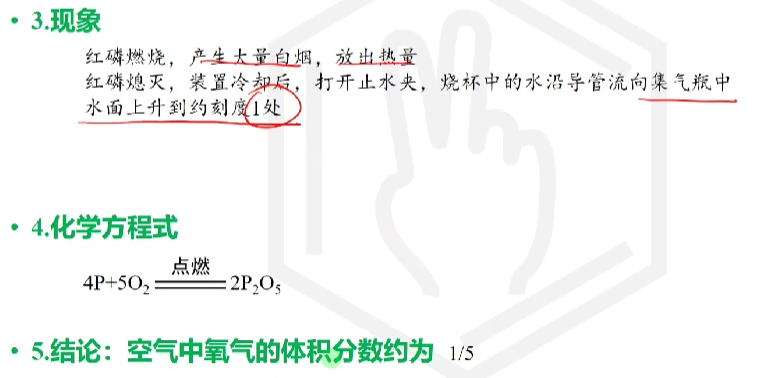 • 3.现象
红磷燃烧，产生大量白烟，放出热量
红磷熄灭，装置冷却后，打开止水夹，烧杯中的水沿导管流向集气瓶中
水面上升到约刻度1处
• 4.化学方程式
点燃
4P+5O₂══2P₂O₅
• 5.结论：空气中氧气的体积分数约为 1/5